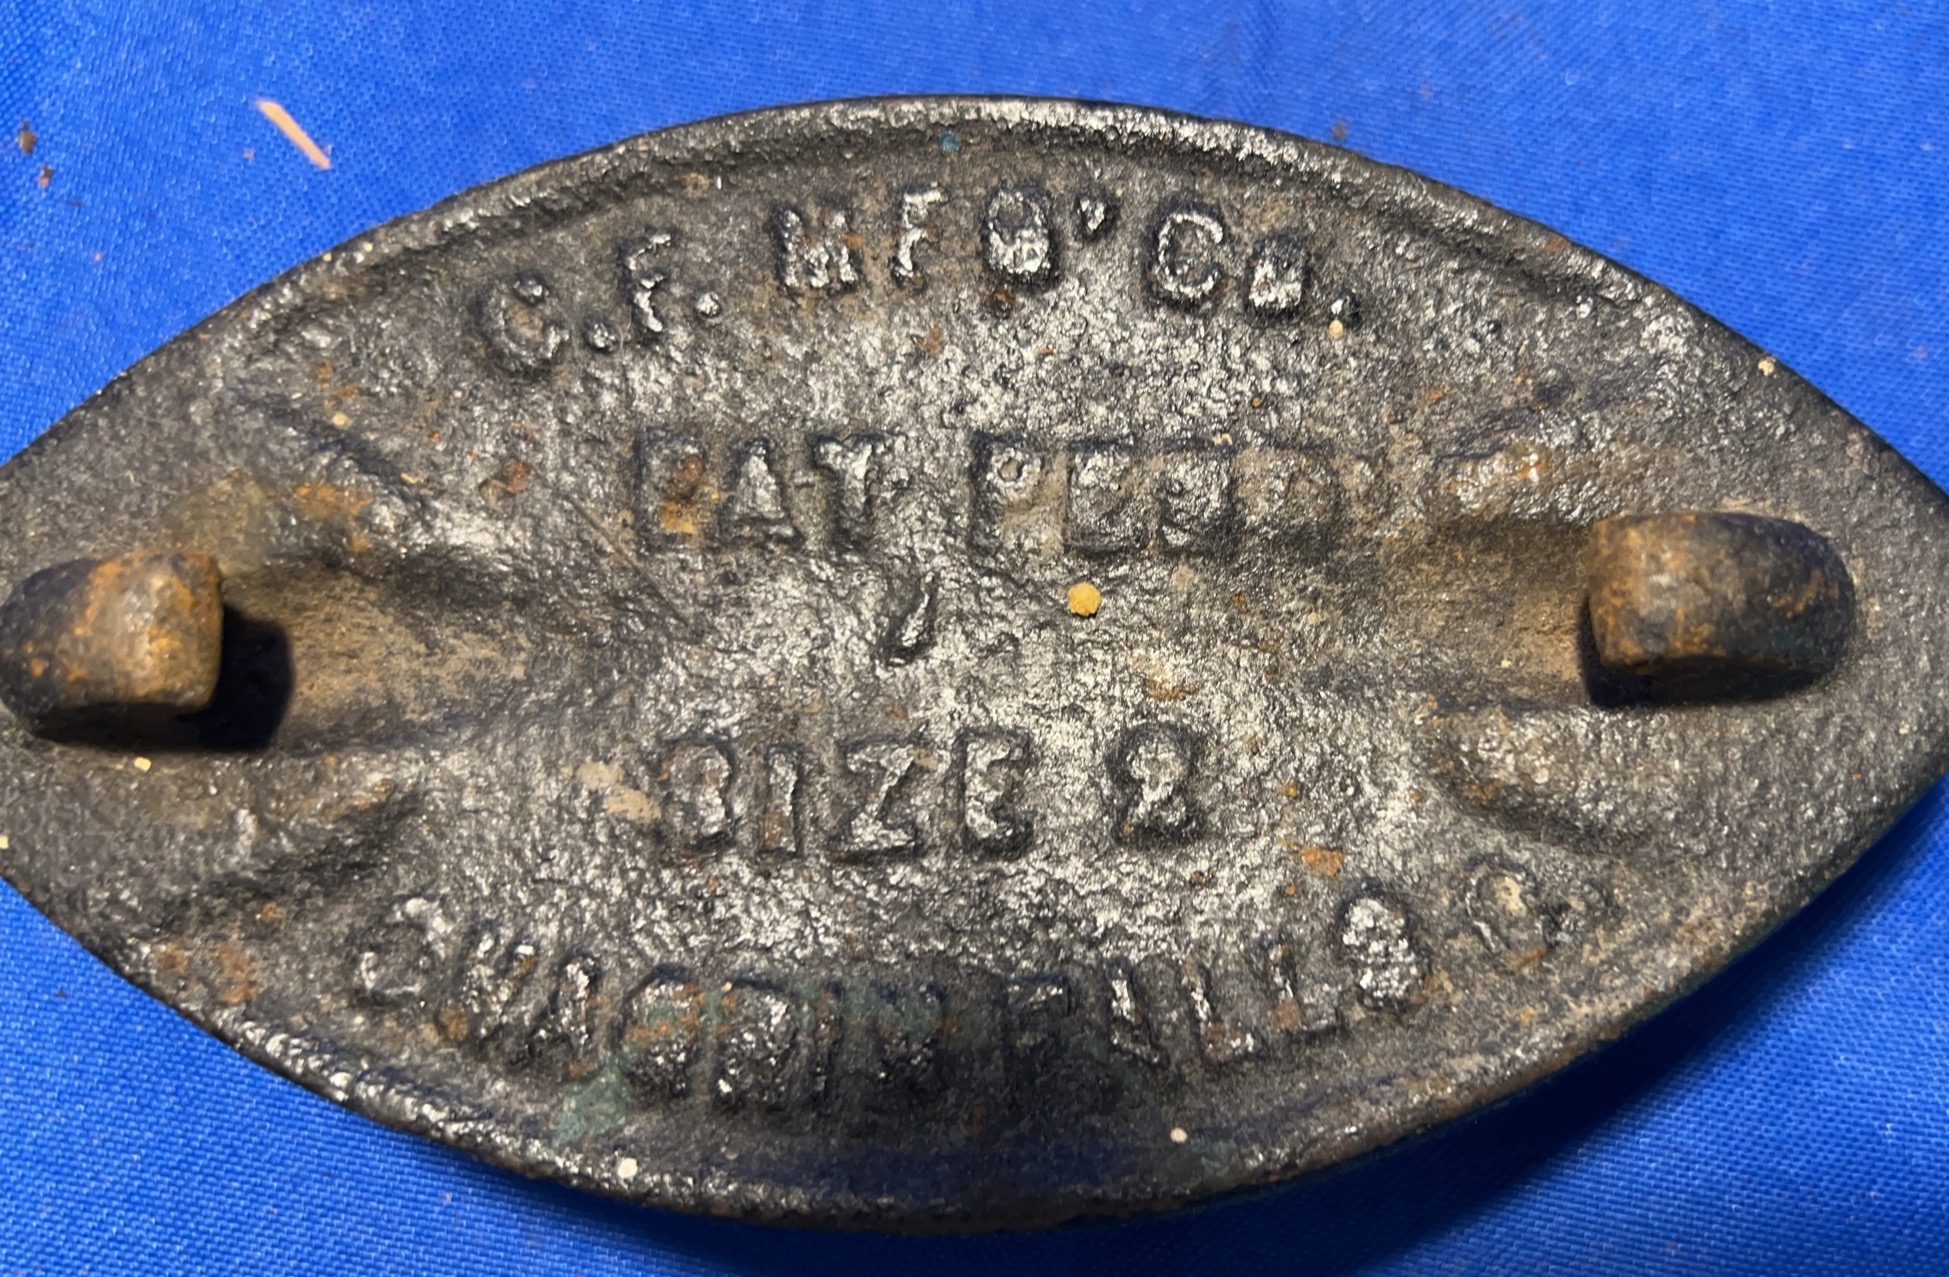 C.F. MFG' Co.
PAT PEND'
SIZE 2
CHAGRIN FALLS O.